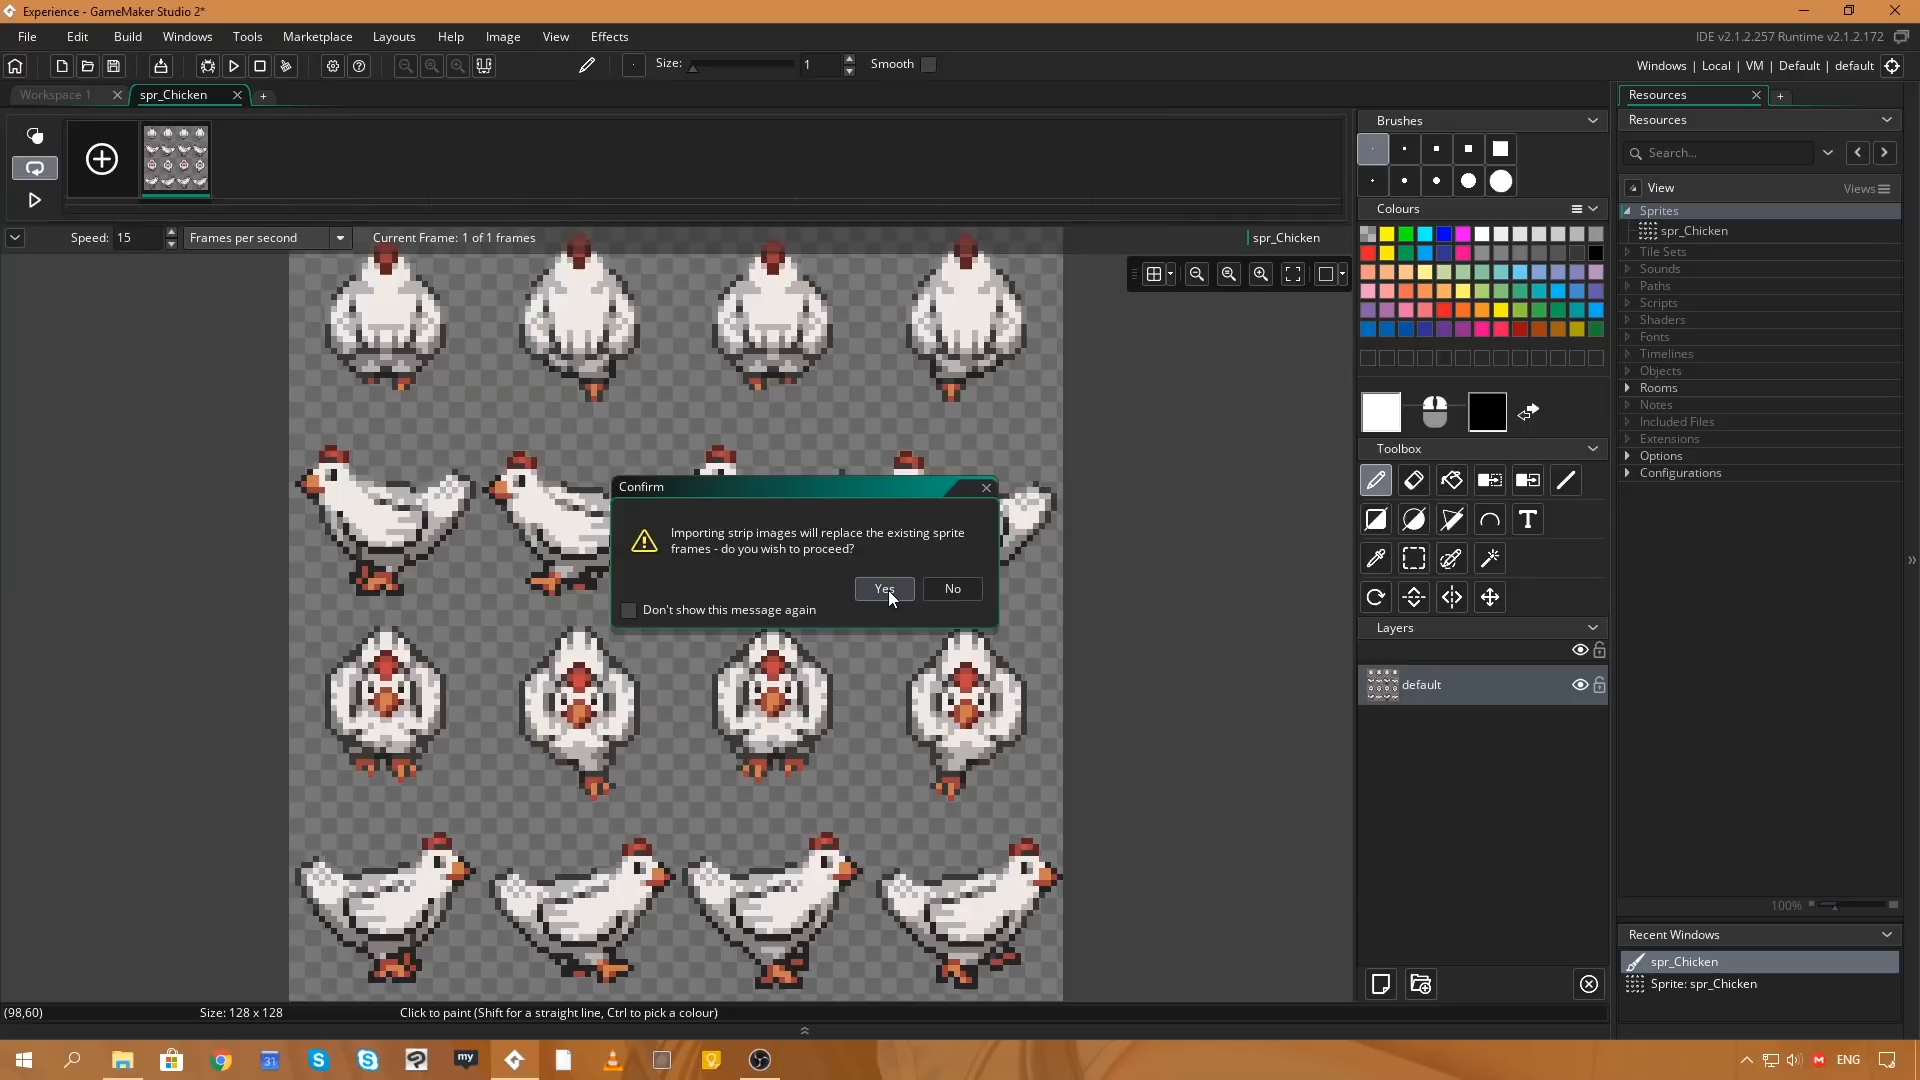 Experience - GameMaker Studio 2*
File Edit Build Windows Tools Marketplace Layouts Help Image View Effects
IDE v2.1.2.257 Runtime v2.1.2.172
Size: 1 Smooth
Windows | Local | VM | Default | default
Workspace 1
spr_Chicken
Resources
Brushes
Resources
Search...
View
Views
Colours
Sprites
spr_Chicken
Speed: 15 Frames per second
Current Frame: 1 of 1 frames
spr_Chicken
Tile Sets
Sounds
Paths
Scripts
Shaders
Fonts
Timelines
Objects
Rooms
Notes
Included Files
Extensions
Options
Configurations
Toolbox
T
Confirm
Importing strip images will replace the existing sprite
frames - do you wish to proceed?
Yes
No
Don't show this message again
Layers
default
100%
Recent Windows
spr_Chicken
Sprite: spr_Chicken
(98,60)
Size: 128 x 128
Click to paint (Shift for a straight line, Ctrl to pick a colour)
31
my
ENG